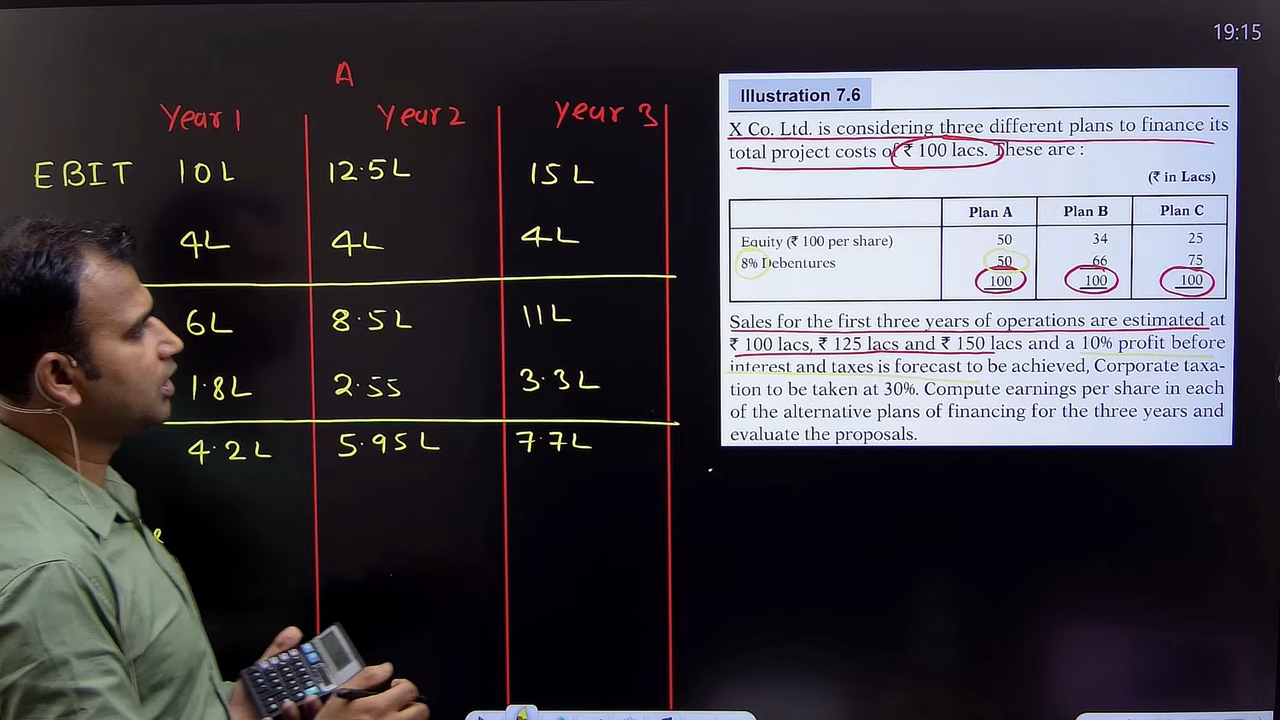 19:15
A
Year 1 Year 2 Year 3
EBIT 10L 12.5L 15L
4L 4L 4L
6L 8.5L 11L
1.8L 2.55 3.3L
4.2L 5.95L 7.7L
Illustration 7.6
X Co. Ltd. is considering three different plans to finance its
total project costs of ₹ 100 lacs. These are :
(₹ in Lacs)
Plan A Plan B Plan C
Equity (₹ 100 per share) 50 34 25
8% Debentures 50 66 75
100 100 100
Sales for the first three years of operations are estimated at
₹ 100 lacs, ₹ 125 lacs and ₹ 150 lacs and a 10% profit before
interest and taxes is forecast to be achieved, Corporate taxa-
tion to be taken at 30%. Compute earnings per share in each
of the alternative plans of financing for the three years and
evaluate the proposals.